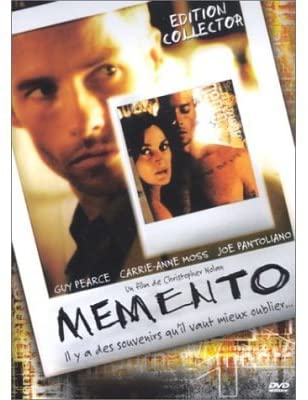 EDITION
COLLECTOR
GUY PEARCE CARRIE-ANNE MOSS JOE PANTOLIANO
Un film de Christopher Nolan
MEMENTO
Il y a des souvenirs qu'il vaut mieux oublier...
DVD